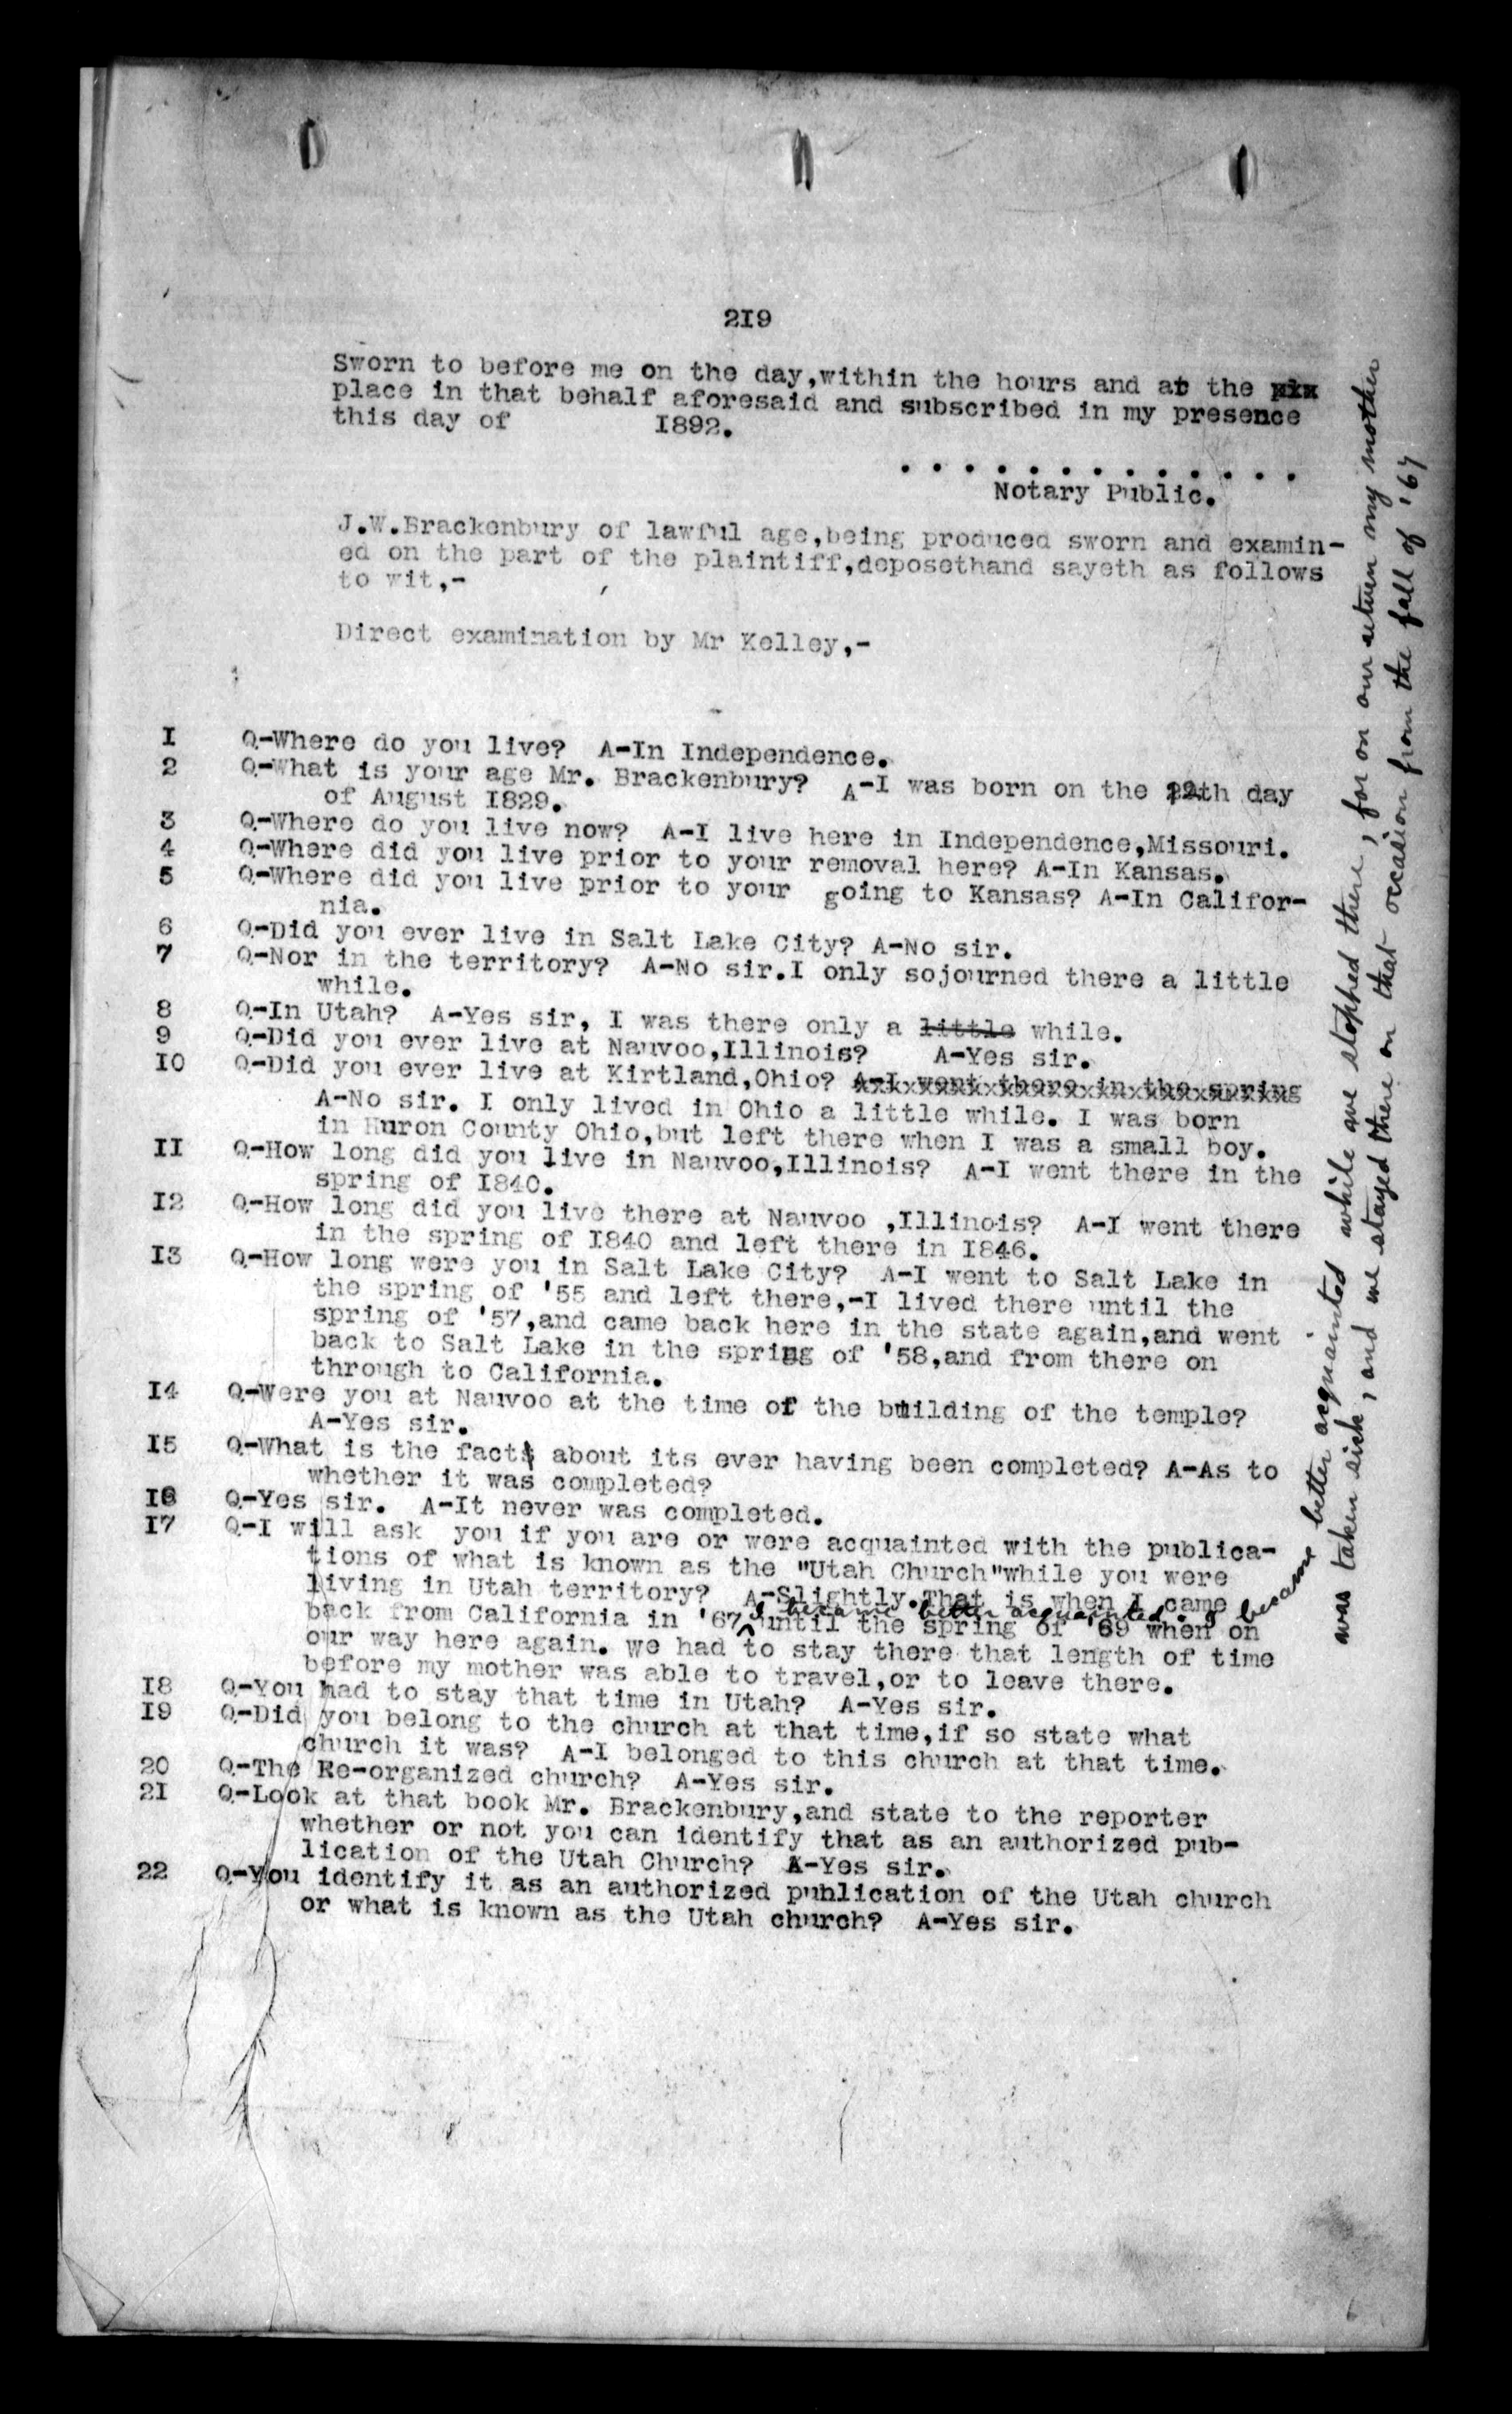 219
Sworn to before me on the day,within the hours and at the
place in that behalf aforesaid and subscribed in my presence
this day of 1892.
. . . . . . . . . . . . .
Notary Public.
J.W.Brackenbury of lawful age,being produced sworn and examin-
ed on the part of the plaintiff,deposethand sayeth as follows
to wit,-
Direct examination by Mr Kelley,-
1 Q-Where do you live? A-In Independence.
2 Q-What is your age Mr. Brackenbury? A-I was born on the 22th day
of August 1829.
3 Q-Where do you live now? A-I live here in Independence,Missouri.
4 Q-Where did you live prior to your removal here? A-In Kansas.
5 Q-Where did you live prior to your going to Kansas? A-In Califor-
nia.
6 Q-Did you ever live in Salt Lake City? A-No sir.
7 Q-Nor in the territory? A-No sir.I only sojourned there a little
while.
8 Q-In Utah? A-Yes sir, I was there only a little while.
9 Q-Did you ever live at Nauvoo,Illinois? A-Yes sir.
10 Q-Did you ever live at Kirtland,Ohio? A-I went there in the spring
A-No sir. I only lived in Ohio a little while. I was born
in Huron County Ohio,but left there when I was a small boy.
11 Q-How long did you live in Nauvoo,Illinois? A-I went there in the
spring of 1840.
12 Q-How long did you live there at Nauvoo ,Illinois? A-I went there
in the spring of 1840 and left there in 1846.
13 Q-How long were you in Salt Lake City? A-I went to Salt Lake in
the spring of '55 and left there,-I lived there until the
spring of '57,and came back here in the state again,and went
back to Salt Lake in the spring of '58,and from there on
through to California.
14 Q-Were you at Nauvoo at the time of the building of the temple?
A-Yes sir.
15 Q-What is the facts about its ever having been completed? A-As to
whether it was completed?
16 Q-Yes sir. A-It never was completed.
17 Q-I will ask you if you are or were acquainted with the publica-
tions of what is known as the "Utah Church"while you were
living in Utah territory? A-Slightly.That is when I came
I became better acquainted. I became better acquainted while we stopped there, for on our return my mother
was taken sick, and we stayed there on that occasion from the fall of '67
back from California in '67 until the spring of '69 when on
our way here again. We had to stay there that length of time
before my mother was able to travel,or to leave there.
18 Q-You had to stay that time in Utah? A-Yes sir.
19 Q-Did you belong to the church at that time,if so state what
church it was? A-I belonged to this church at that time.
20 Q-The Re-organized church? A-Yes sir.
21 Q-Look at that book Mr. Brackenbury,and state to the reporter
whether or not you can identify that as an authorized pub-
lication of the Utah Church? A-Yes sir.
22 Q-You identify it as an authorized publication of the Utah church
or what is known as the Utah church? A-Yes sir.